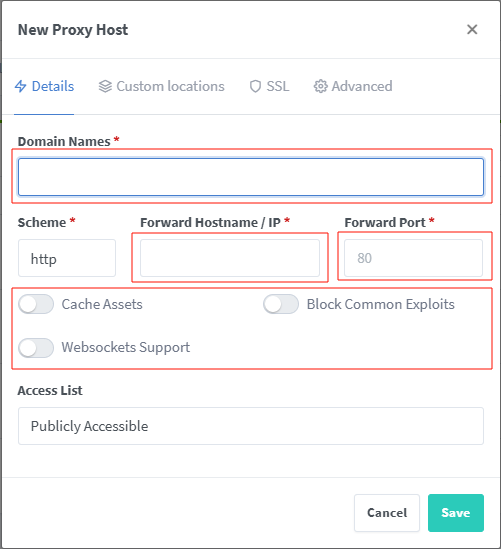 New Proxy Host
Details Custom locations SSL Advanced
Domain Names *
Scheme * Forward Hostname / IP * Forward Port *
http 80
Cache Assets Block Common Exploits
Websockets Support
Access List
Publicly Accessible
Cancel Save